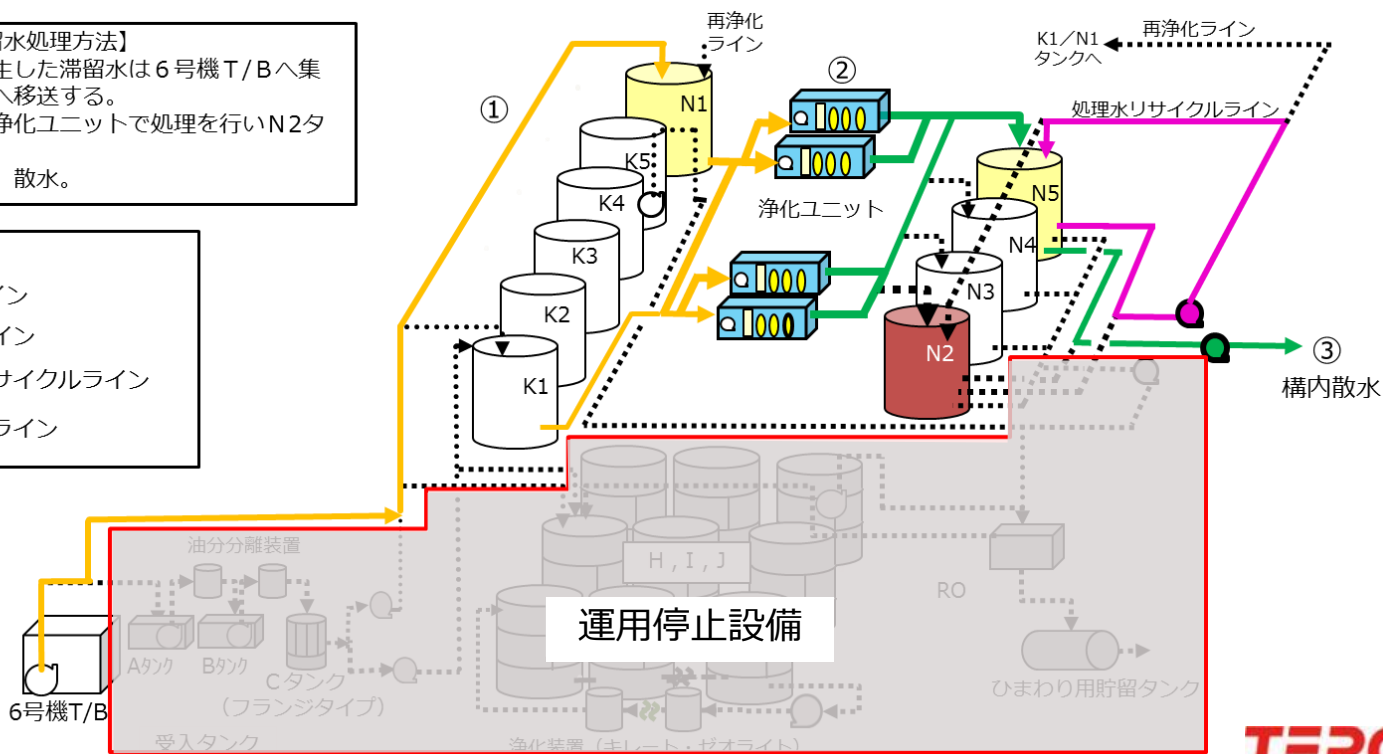 留水処理方法】
生した滞留水は6号機T/Bへ集
へ移送する。
浄化ユニットで処理を行いN2タ
散水。
イン
イン
サイクルライン
ライン
①
再浄化
ライン
N1
K5
K4
K3
K2
K1
②
浄化ユニット
K1/N1
タンクへ
再浄化ライン
処理水リサイクルライン
N5
N4
N3
N2
③
構内散水
油分分離装置
Aタンク
Bタンク
Cタンク
(フランジタイプ)
受入タンク
6号機T/B
H,I,J
運用停止設備
RO
ひまわり用貯留タンク
浄化装置(キレート・ゼオライト)